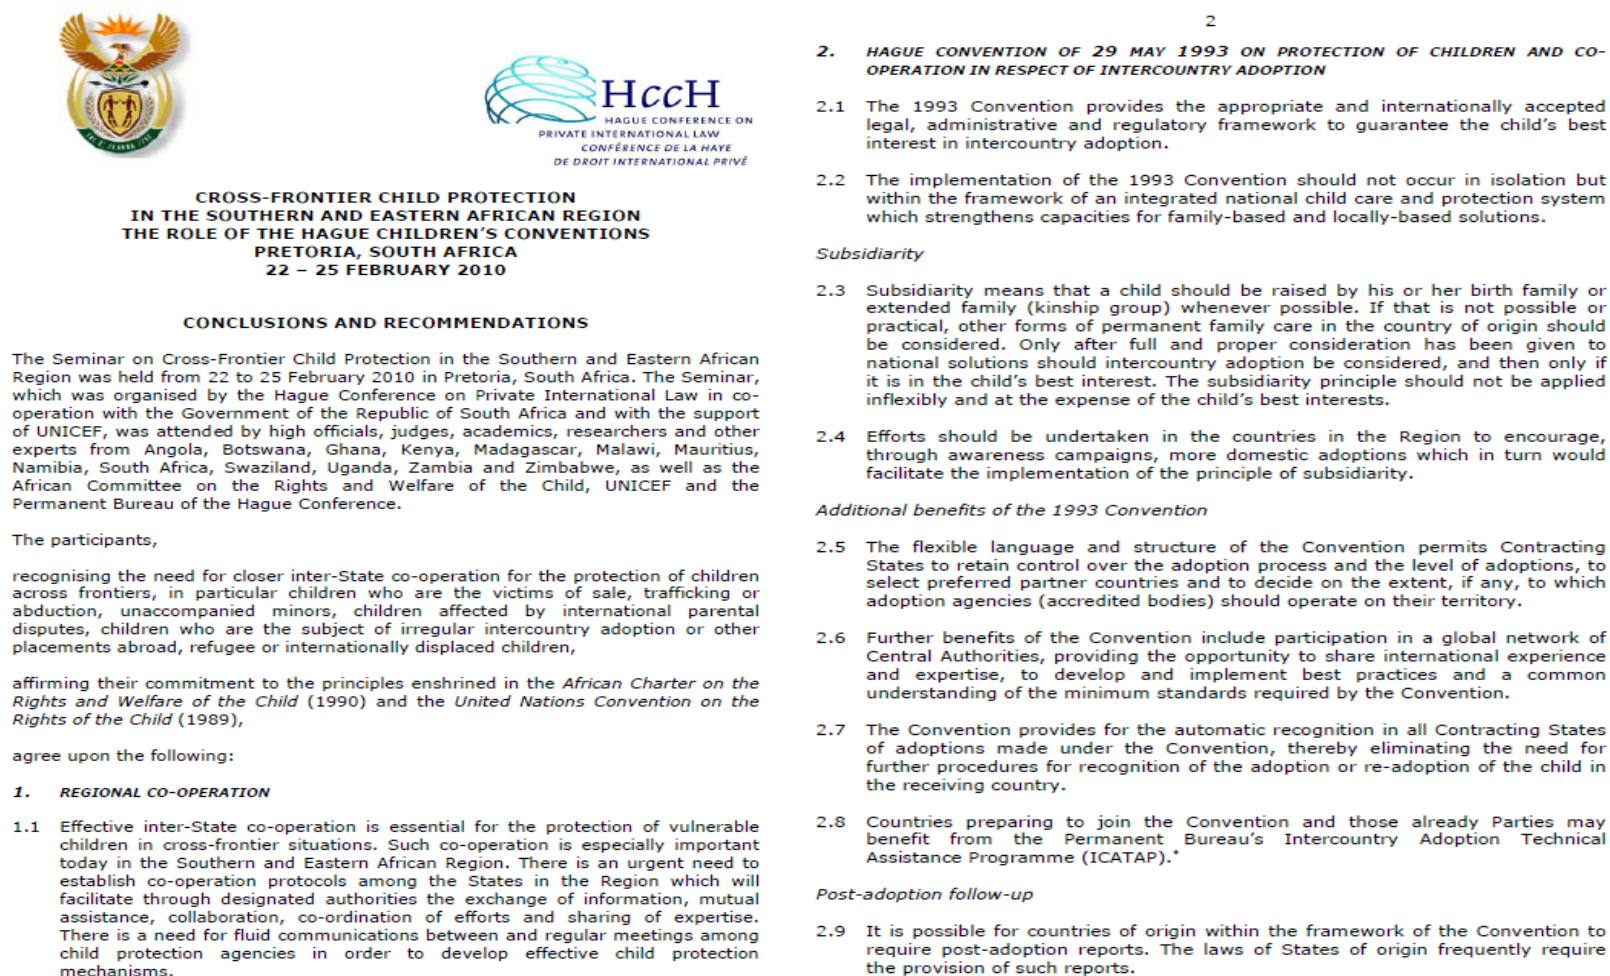 HccH
HAGUE CONFERENCE ON
PRIVATE INTERNATIONAL LAW
CONFÉRENCE DE LA HAYE
DE DROIT INTERNATIONAL PRIVÉ
CROSS-FRONTIER CHILD PROTECTION
IN THE SOUTHERN AND EASTERN AFRICAN REGION
THE ROLE OF THE HAGUE CHILDREN'S CONVENTIONS
PRETORIA, SOUTH AFRICA
22 – 25 FEBRUARY 2010
CONCLUSIONS AND RECOMMENDATIONS
The Seminar on Cross-Frontier Child Protection in the Southern and Eastern African
Region was held from 22 to 25 February 2010 in Pretoria, South Africa. The Seminar,
which was organised by the Hague Conference on Private International Law in co-
operation with the Government of the Republic of South Africa and with the support
of UNICEF, was attended by high officials, judges, academics, researchers and other
experts from Angola, Botswana, Ghana, Kenya, Madagascar, Malawi, Mauritius,
Namibia, South Africa, Swaziland, Uganda, Zambia and Zimbabwe, as well as the
African Committee on the Rights and Welfare of the Child, UNICEF and the
Permanent Bureau of the Hague Conference.
The participants,
recognising the need for closer inter-State co-operation for the protection of children
across frontiers, in particular children who are the victims of sale, trafficking or
abduction, unaccompanied minors, children affected by international parental
disputes, children who are the subject of irregular intercountry adoption or other
placements abroad, refugee or internationally displaced children,
affirming their commitment to the principles enshrined in the African Charter on the
Rights and Welfare of the Child (1990) and the United Nations Convention on the
Rights of the Child (1989),
agree upon the following:
1. REGIONAL CO-OPERATION
1.1 Effective inter-State co-operation is essential for the protection of vulnerable
children in cross-frontier situations. Such co-operation is especially important
today in the Southern and Eastern African Region. There is an urgent need to
establish co-operation protocols among the States in the Region which will
facilitate through designated authorities the exchange of information, mutual
assistance, collaboration, co-ordination of efforts and sharing of expertise.
There is a need for fluid communications between and regular meetings among
child protection agencies in order to develop effective child protection
mechanisms.
2
2. HAGUE CONVENTION OF 29 MAY 1993 ON PROTECTION OF CHILDREN AND CO-
OPERATION IN RESPECT OF INTERCOUNTRY ADOPTION
2.1 The 1993 Convention provides the appropriate and internationally accepted
legal, administrative and regulatory framework to guarantee the child's best
interest in intercountry adoption.
2.2 The implementation of the 1993 Convention should not occur in isolation but
within the framework of an integrated national child care and protection system
which strengthens capacities for family-based and locally-based solutions.
Subsidiarity
2.3 Subsidiarity means that a child should be raised by his or her birth family or
extended family (kinship group) whenever possible. If that is not possible or
practical, other forms of permanent family care in the country of origin should
be considered. Only after full and proper consideration has been given to
national solutions should intercountry adoption be considered, and then only if
it is in the child's best interest. The subsidiarity principle should not be applied
inflexibly and at the expense of the child's best interests.
2.4 Efforts should be undertaken in the countries in the Region to encourage,
through awareness campaigns, more domestic adoptions which in turn would
facilitate the implementation of the principle of subsidiarity.
Additional benefits of the 1993 Convention
2.5 The flexible language and structure of the Convention permits Contracting
States to retain control over the adoption process and the level of adoptions, to
select preferred partner countries and to decide on the extent, if any, to which
adoption agencies (accredited bodies) should operate on their territory.
2.6 Further benefits of the Convention include participation in a global network of
Central Authorities, providing the opportunity to share international experience
and expertise, to develop and implement best practices and a common
understanding of the minimum standards required by the Convention.
2.7 The Convention provides for the automatic recognition in all Contracting States
of adoptions made under the Convention, thereby eliminating the need for
further procedures for recognition of the adoption or re-adoption of the child in
the receiving country.
2.8 Countries preparing to join the Convention and those already Parties may
benefit from the Permanent Bureau's Intercountry Adoption Technical
Assistance Programme (ICATAP).*
Post-adoption follow-up
2.9 It is possible for countries of origin within the framework of the Convention to
require post-adoption reports. The laws of States of origin frequently require
the provision of such reports.